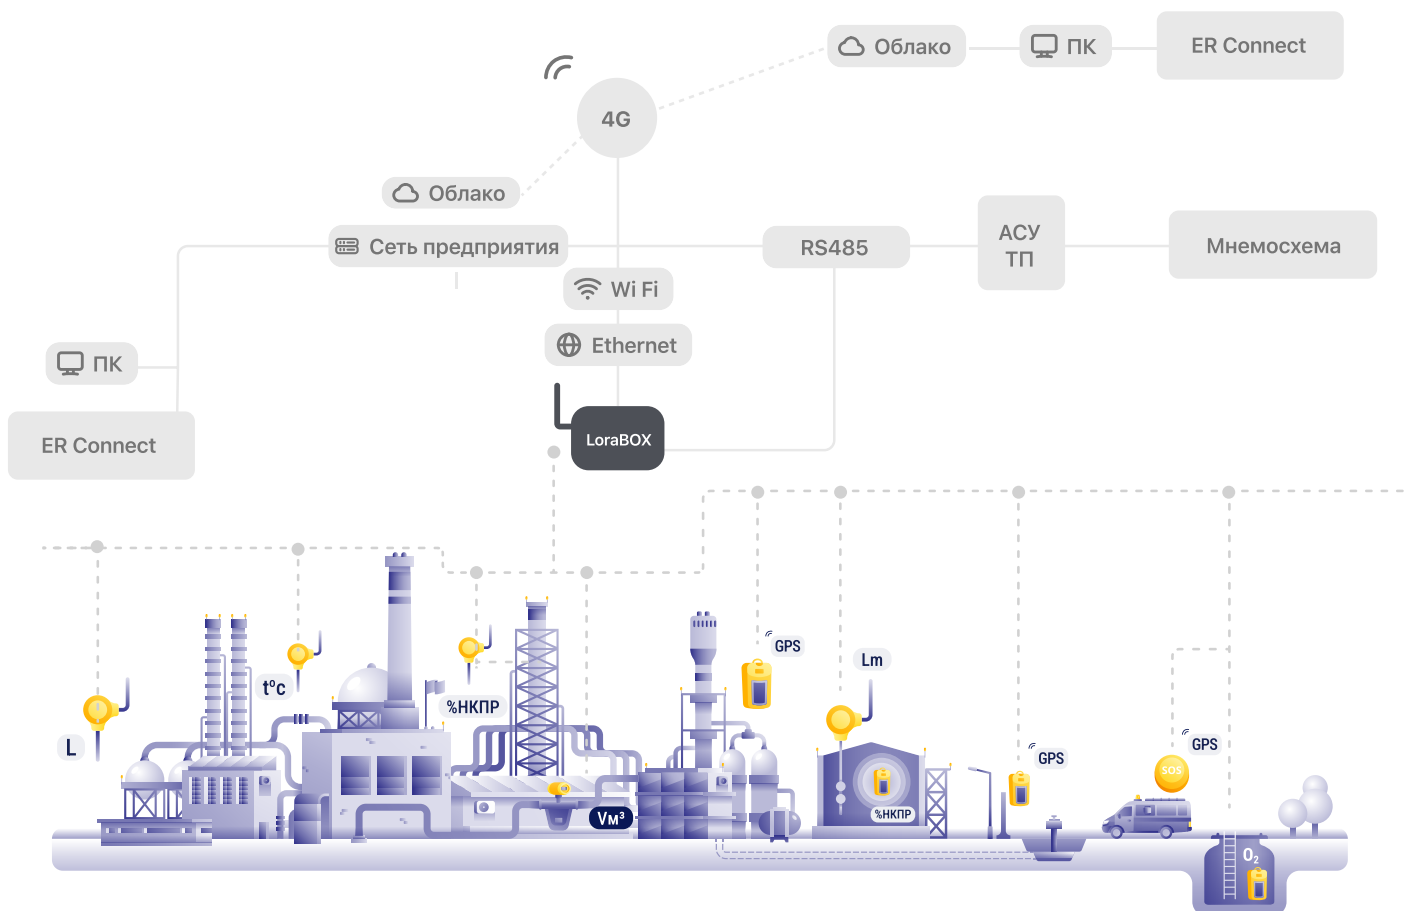 Облако
ПК
ER Connect
4G
Облако
Сеть предприятия
RS485
АСУ
ТП
Мнемосхема
Wi Fi
Ethernet
ПК
LoraBOX
ER Connect
GPS
Lm
t°c
%НКПР
L
GPS
GPS
SOS
Vм³
%НКПР
O₂